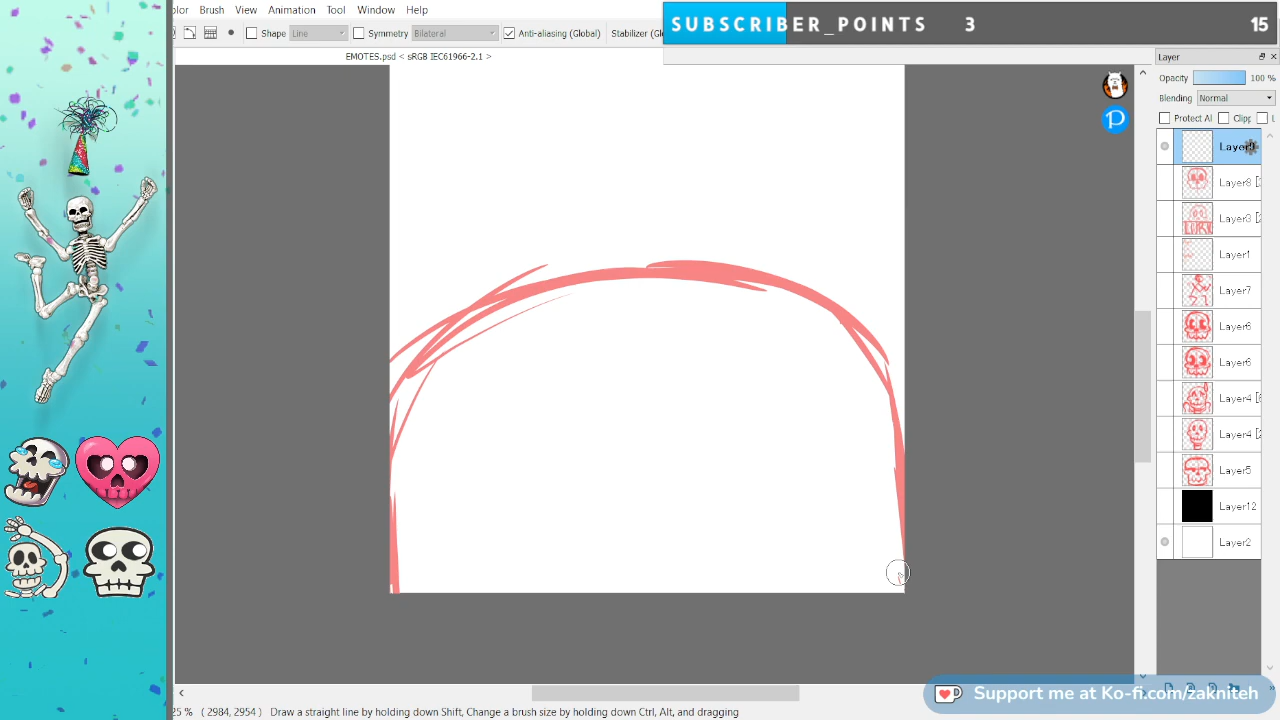 olor Brush View Animation Tool Window Help
SUBSCRIBER_POINTS 3 15
Shape Line Symmetry Bilateral Anti-aliasing (Global) Stabilizer (Gl
EMOTES.psd < sRGB IEC61966-2.1 >
Layer
Opacity 100 %
Blending Normal
Protect Al Clipp L
Layer8
Layer3
Layer1
Layer7
Layer6
Layer6
Layer4
Layer4
Layer5
Layer12
Layer2
Support me at Ko-fi.com/zakniteh
25 % ( 2984, 2954 ) Draw a straight line by holding down Shift, Change a brush size by holding down Ctrl, Alt, and dragging